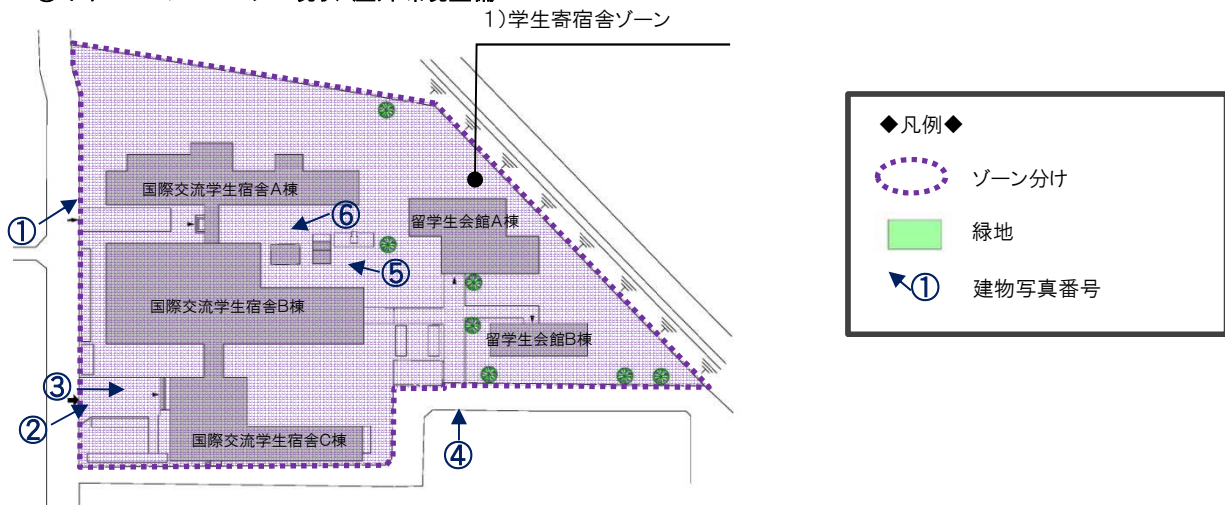 1)学生寄宿舎ゾーン
◆凡例◆
ゾーン分け
緑地
① 建物写真番号
国際交流学生宿舎A棟
①
⑥
留学生会館A棟
⑤
国際交流学生宿舎B棟
留学生会館B棟
③
②
国際交流学生宿舎C棟
④